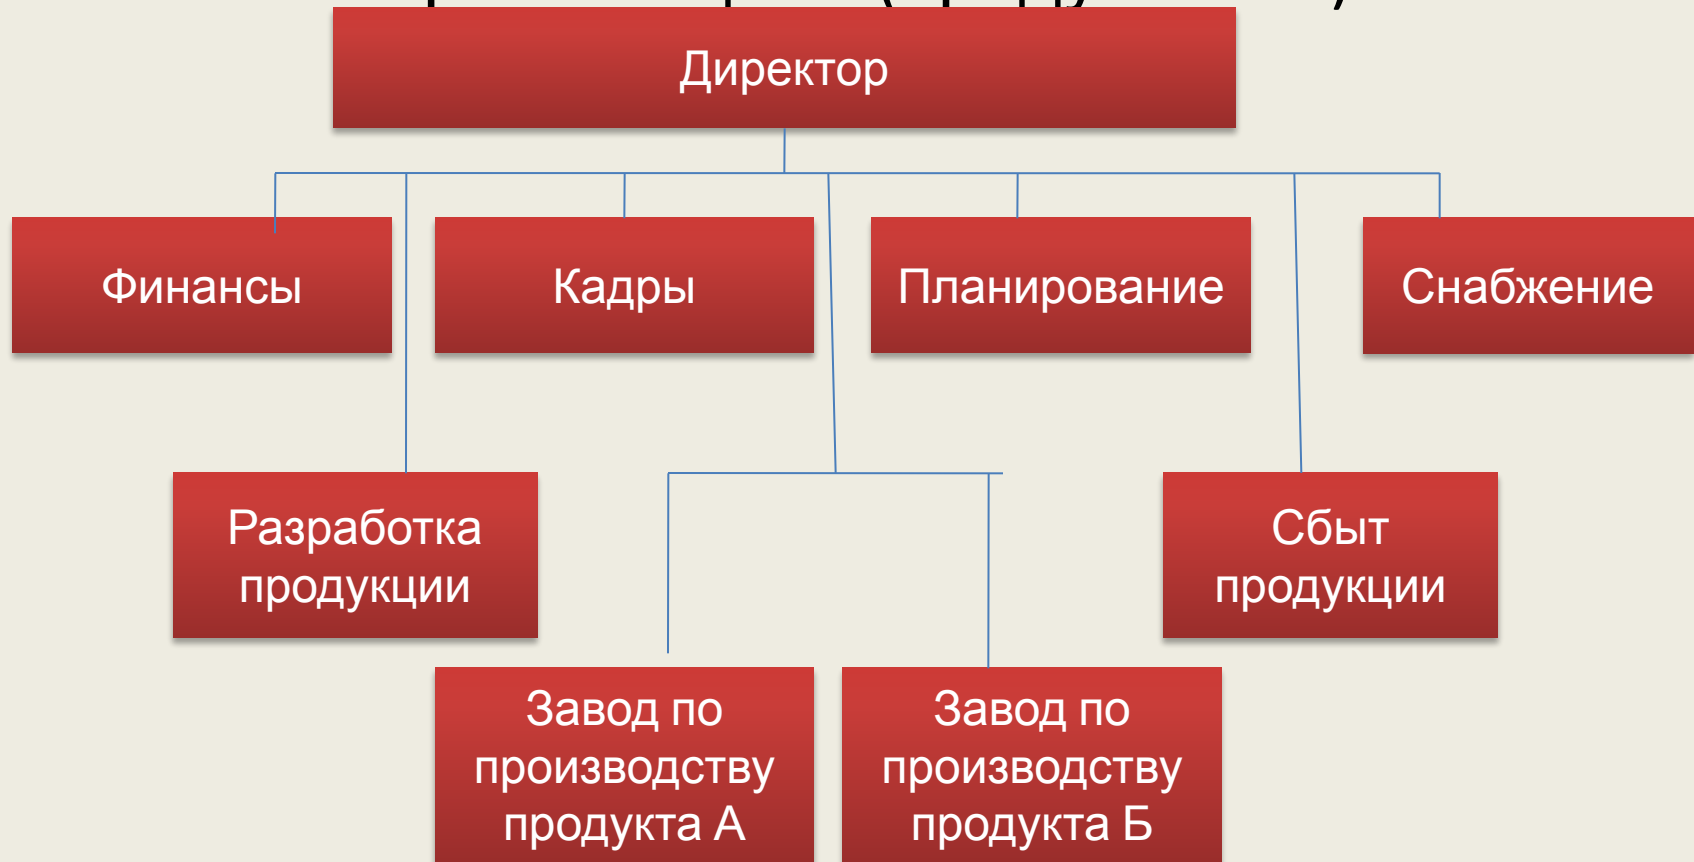 Директор
Финансы
Кадры
Планирование
Снабжение
Разработка
продукции
Сбыт
продукции
Завод по
производству
продукта А
Завод по
производству
продукта Б